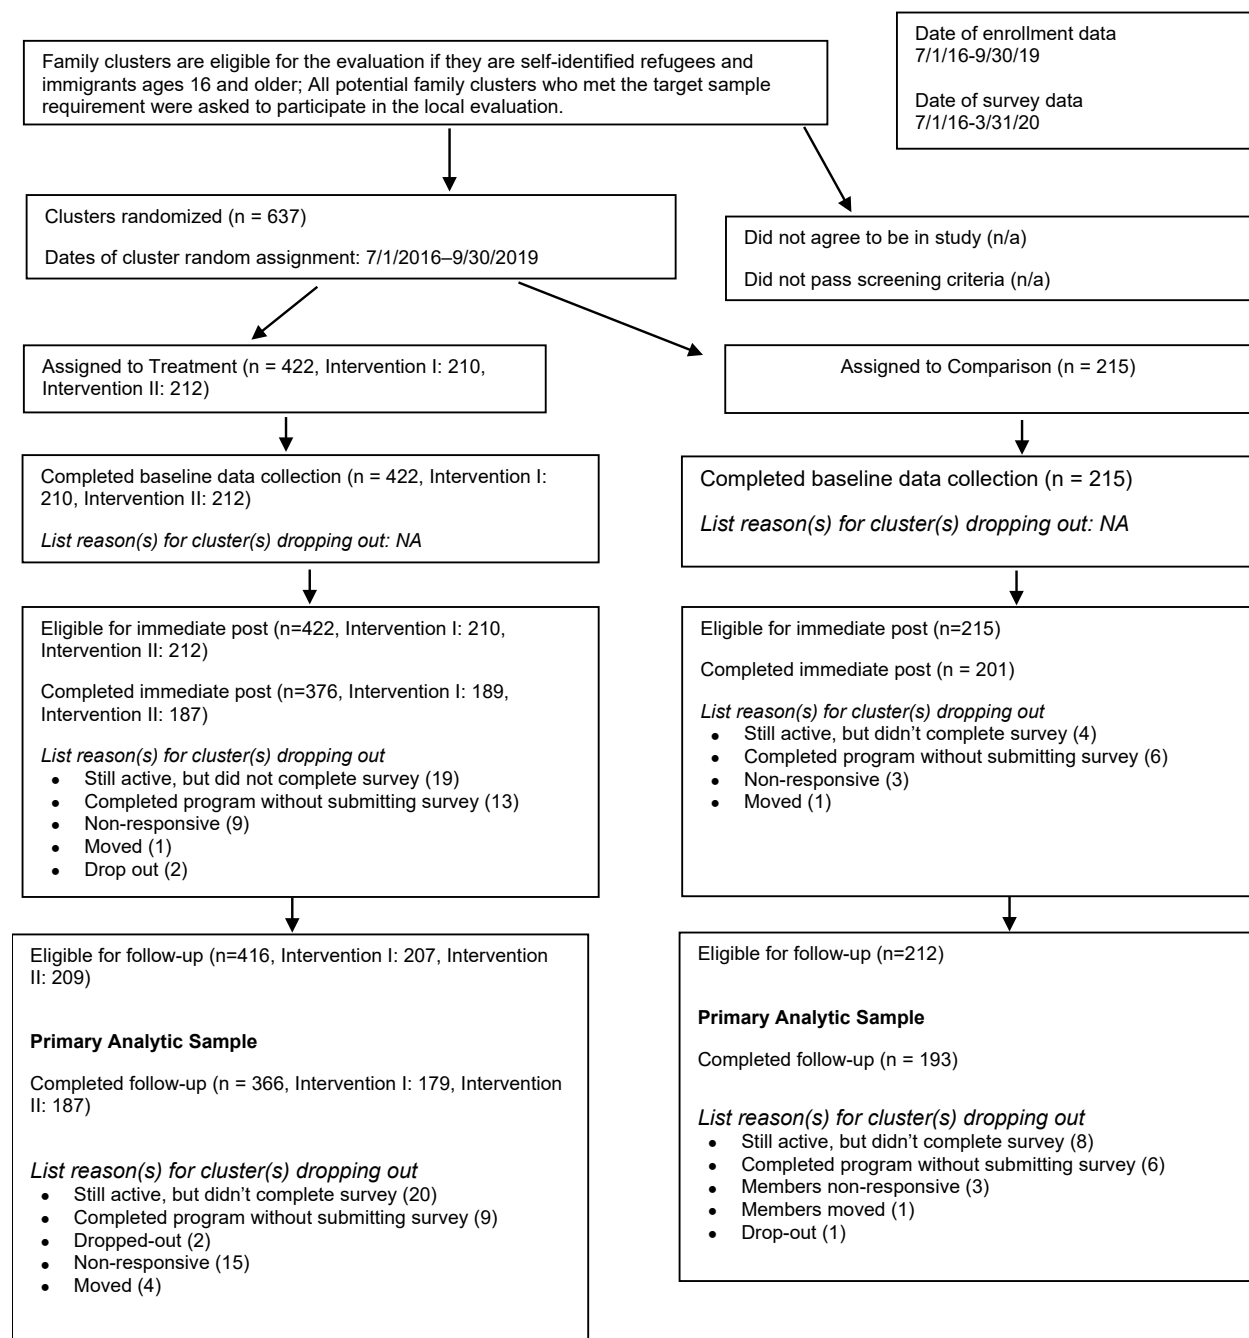 Family clusters are eligible for the evaluation if they are self-identified refugees and
immigrants ages 16 and older; All potential family clusters who met the target sample
requirement were asked to participate in the local evaluation.
Date of enrollment data
7/1/16-9/30/19
Date of survey data
7/1/16-3/31/20
Clusters randomized (n = 637)
Dates of cluster random assignment: 7/1/2016–9/30/2019
Did not agree to be in study (n/a)
Did not pass screening criteria (n/a)
Assigned to Treatment (n = 422, Intervention I: 210,
Intervention II: 212)
Assigned to Comparison (n = 215)
Completed baseline data collection (n = 422, Intervention I:
210, Intervention II: 212)
List reason(s) for cluster(s) dropping out: NA
Completed baseline data collection (n = 215)
List reason(s) for cluster(s) dropping out: NA
Eligible for immediate post (n=422, Intervention I: 210,
Intervention II: 212)
Completed immediate post (n=376, Intervention I: 189,
Intervention II: 187)
List reason(s) for cluster(s) dropping out
• Still active, but did not complete survey (19)
• Completed program without submitting survey (13)
• Non-responsive (9)
• Moved (1)
• Drop out (2)
Eligible for immediate post (n=215)
Completed immediate post (n = 201)
List reason(s) for cluster(s) dropping out
• Still active, but didn’t complete survey (4)
• Completed program without submitting survey (6)
• Non-responsive (3)
• Moved (1)
Eligible for follow-up (n=416, Intervention I: 207, Intervention
II: 209)
Primary Analytic Sample
Completed follow-up (n = 366, Intervention I: 179, Intervention
II: 187)
List reason(s) for cluster(s) dropping out
• Still active, but didn’t complete survey (20)
• Completed program without submitting survey (9)
• Dropped-out (2)
• Non-responsive (15)
• Moved (4)
Eligible for follow-up (n=212)
Primary Analytic Sample
Completed follow-up (n = 193)
List reason(s) for cluster(s) dropping out
• Still active, but didn’t complete survey (8)
• Completed program without submitting survey (6)
• Members non-responsive (3)
• Members moved (1)
• Drop-out (1)